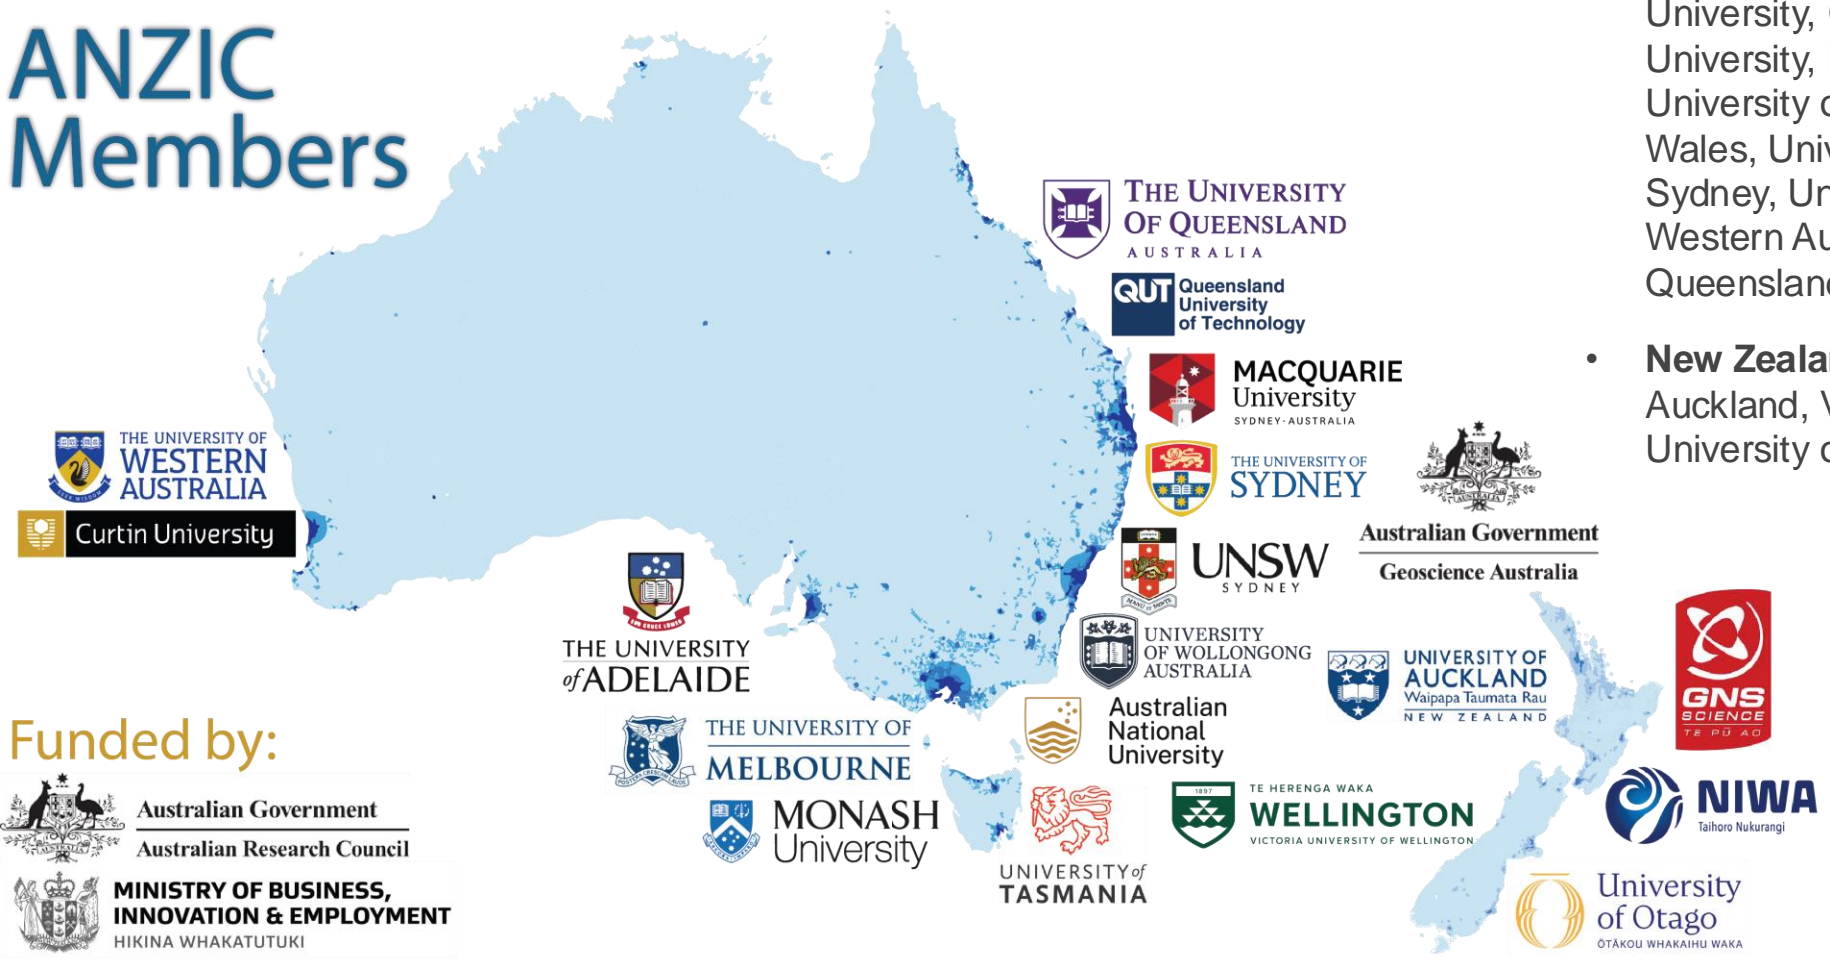 ANZIC
Members
University,
University,
University
Wales,
Sydney,
Western
•
Auckland,
University
THE UNIVERSITY
OF QUEENSLAND
AUSTRALIA
QUT
Queensland
University
of Technology
MACQUARIE
University
SYDNEY·AUSTRALIA
THE UNIVERSITY OF
SYDNEY
Australian Government
Geoscience Australia
UNSW
SYDNEY
UNIVERSITY
OF WOLLONGONG
AUSTRALIA
Australian
National
University
THE UNIVERSITY OF
WESTERN
AUSTRALIA
SEEK WISDOM
Curtin University
THE UNIVERSITY
of ADELAIDE
THE UNIVERSITY OF
MELBOURNE
MONASH
University
UNIVERSITY of
TASMANIA
UNIVERSITY OF
AUCKLAND
Waipapa Taumata Rau
NEW ZEALAND
GNS
SCIENCE
TE PŪ AO
1897
TE HERENGA WAKA
WELLINGTON
VICTORIA UNIVERSITY OF WELLINGTON
NIWA
Taihoro Nukurangi
University
of Otago
ŌTĀKOU WHAKAIHU WAKA
Funded by:
Australian Government
Australian Research Council
MINISTRY OF BUSINESS,
INNOVATION & EMPLOYMENT
HIKINA WHAKATUTUKI